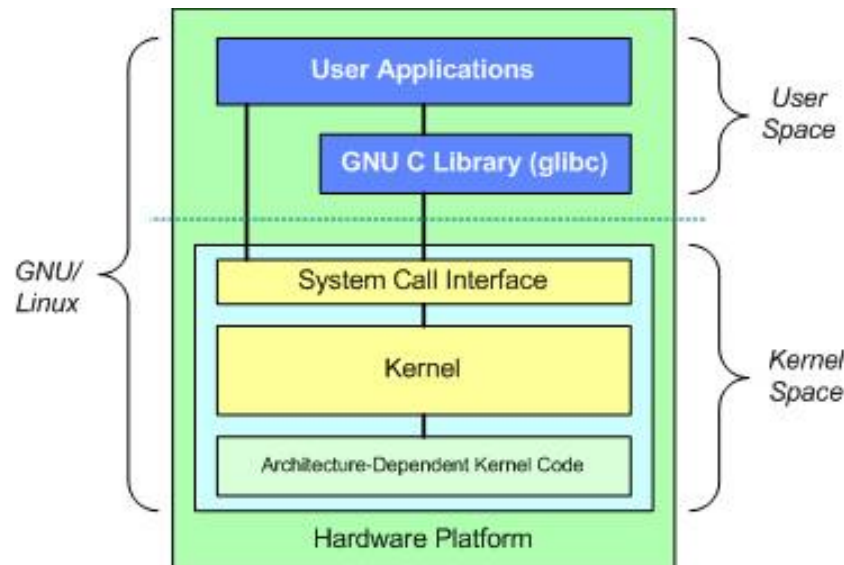 User Applications
User
Space
GNU C Library (glibc)
GNU/
Linux
System Call Interface
Kernel
Kernel
Space
Architecture-Dependent Kernel Code
Hardware Platform